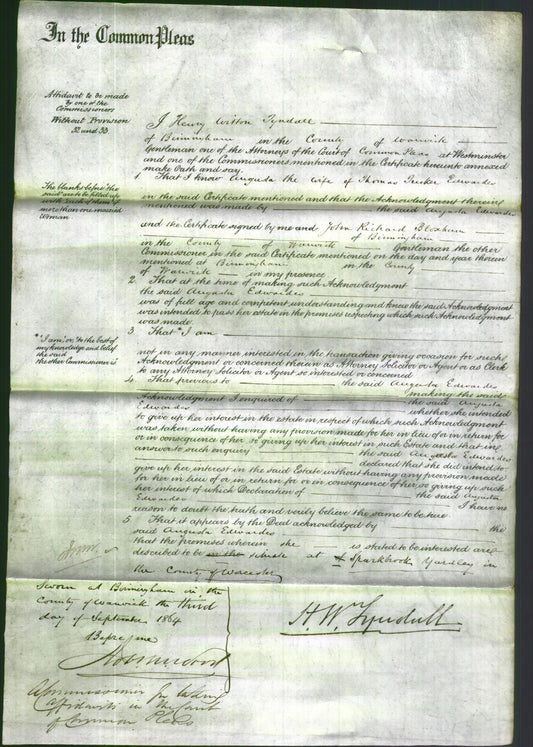 In the Common Pleas
Affidavit to be made
by one of the
Commissioners
Without Provision
32 and 33
I Henry Witton Tyndall
of Birmingham in the County of Warwick
Gentleman one of the Attorneys of the Court of Common Pleas at Westminster
and one of the Commissioners mentioned in the Certificate hereunto annexed
make Oath and say.
1 That I know Augusta the wife of Thomas Tucker Edwardes
The blanks before the
said are to be filled up
with each of them if
more than one married
Woman
in the said Certificate mentioned and that the Acknowledgment therein
mentioned was made by the said Augusta Edwardes
and the Certificate signed by me and John Richard Bloxham
of Birmingham
in the County of Warwick Gentleman the other
Commissioner in the said Certificate mentioned on the day and year therein
mentioned at Birmingham in the County
of Warwick in my presence
2 That at the time of making such Acknowledgment
the said Augusta Edwardes
was of full age and competent understanding and knew the said Acknowledgment
was intended to pass her estate in the premises respecting which such Acknowledgment
was made.
3 That * I am
* "I am" or, "to the best of
my knowledge and belief
the said
the other Commissioner is
not in any manner interested in the transaction giving occasion for such
Acknowledgment or concerned therein as Attorney Solicitor or Agent or as Clerk
to any Attorney Solicitor or Agent so interested or concerned
4 That previous to the said Augusta Edwardes
making the said
Acknowledgment I enquired of the said Augusta
Edwardes whether she intended
to give up her interest in the estate in respect of which such Acknowledgment
was taken without having any provision made for her in lieu of or in return for
or in consequence of her so giving up her interest in such Estate and that in
answer to such enquiry the said Augusta Edwardes
declared that she did intend to
give up her interest in the said Estate without having any provision made
for her in lieu of or in return for or in consequence of her so giving up such
her interest of which Declaration of the said Augusta
Edwardes I have no
reason to doubt the truth and verily believe the same to be true
5 That it appears by the Deed acknowledged by the
said Augusta Edwardes
that the premises wherein she is stated to be interested are
described to be in the whole at Sparkbrook Yardley in
the County of Worcester
Sworn at Birmingham in the
County of Warwick the third
day of September 1864
Before me
H.W. Tyndall
A Commissioner for taking
affidavits in the Court
of Common Pleas